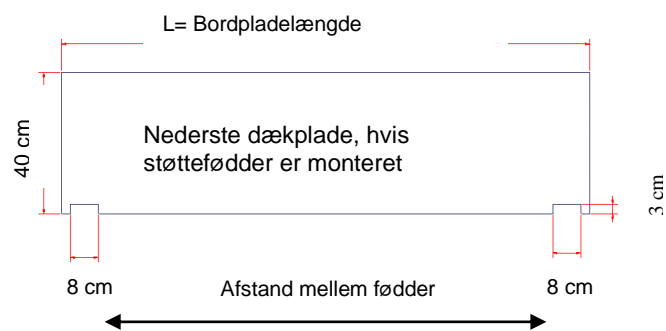 L= Bordpladelængde
40 cm
Nederste dækplade, hvis
støttefødder er monteret
3 cm
8 cm
Afstand mellem fødder
8 cm